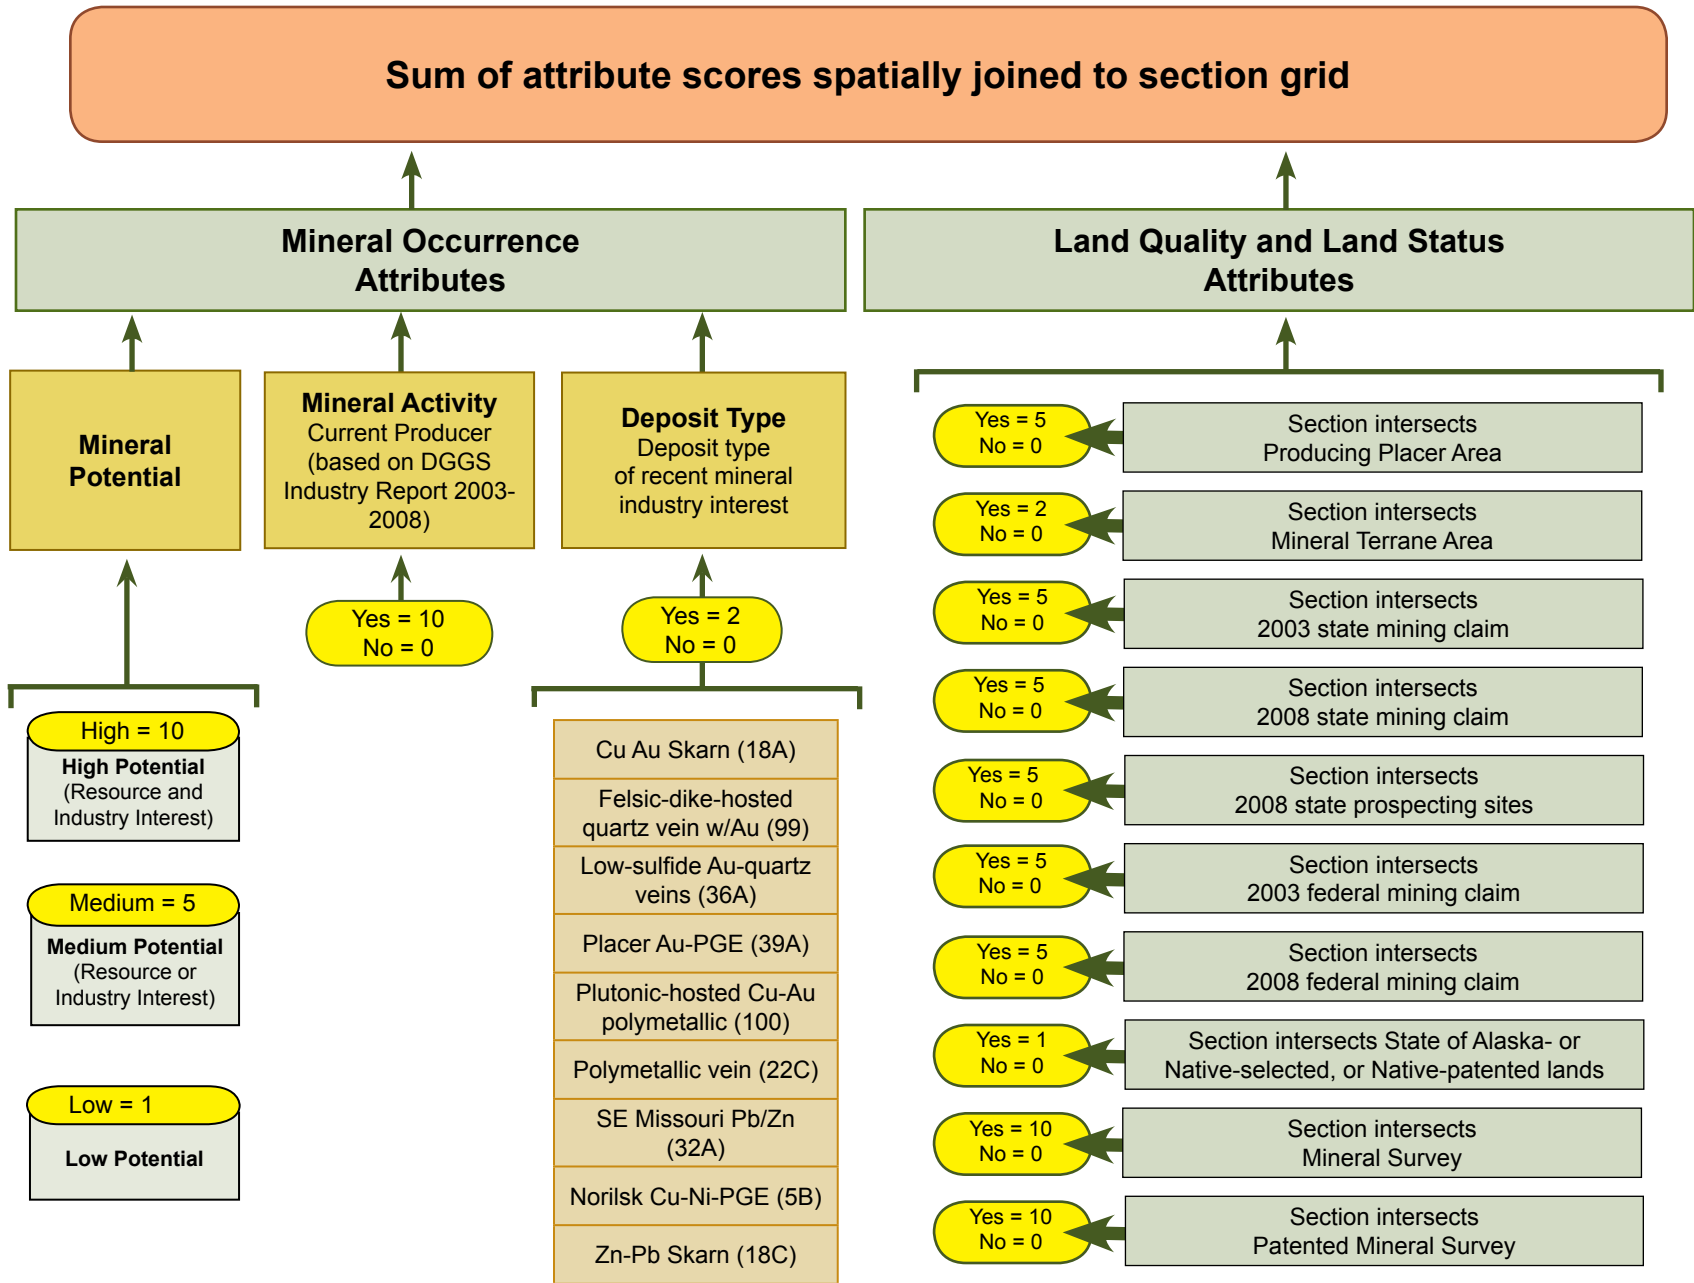 Sum of attribute scores spatially joined to section grid
Mineral Occurrence
Attributes
Land Quality and Land Status
Attributes
Mineral
Potential
Mineral Activity
Current Producer
(based on DGGS
Industry Report 2003-
2008)
Yes = 10
No = 0
Deposit Type
Deposit type
of recent mineral
industry interest
Yes = 2
No = 0
High = 10
High Potential
(Resource and
Industry Interest)
Medium = 5
Medium Potential
(Resource or
Industry Interest)
Low = 1
Low Potential
Cu Au Skarn (18A)
Felsic-dike-hosted
quartz vein w/Au (99)
Low-sulfide Au-quartz
veins (36A)
Placer Au-PGE (39A)
Plutonic-hosted Cu-Au
polymetallic (100)
Polymetallic vein (22C)
SE Missouri Pb/Zn
(32A)
Norilsk Cu-Ni-PGE (5B)
Zn-Pb Skarn (18C)
Yes = 5
No = 0
Section intersects
Producing Placer Area
Yes = 2
No = 0
Section intersects
Mineral Terrane Area
Yes = 5
No = 0
Section intersects
2003 state mining claim
Yes = 5
No = 0
Section intersects
2008 state mining claim
Yes = 5
No = 0
Section intersects
2008 state prospecting sites
Yes = 5
No = 0
Section intersects
2003 federal mining claim
Yes = 5
No = 0
Section intersects
2008 federal mining claim
Yes = 1
No = 0
Section intersects State of Alaska- or
Native-selected, or Native-patented lands
Yes = 10
No = 0
Section intersects
Mineral Survey
Yes = 10
No = 0
Section intersects
Patented Mineral Survey